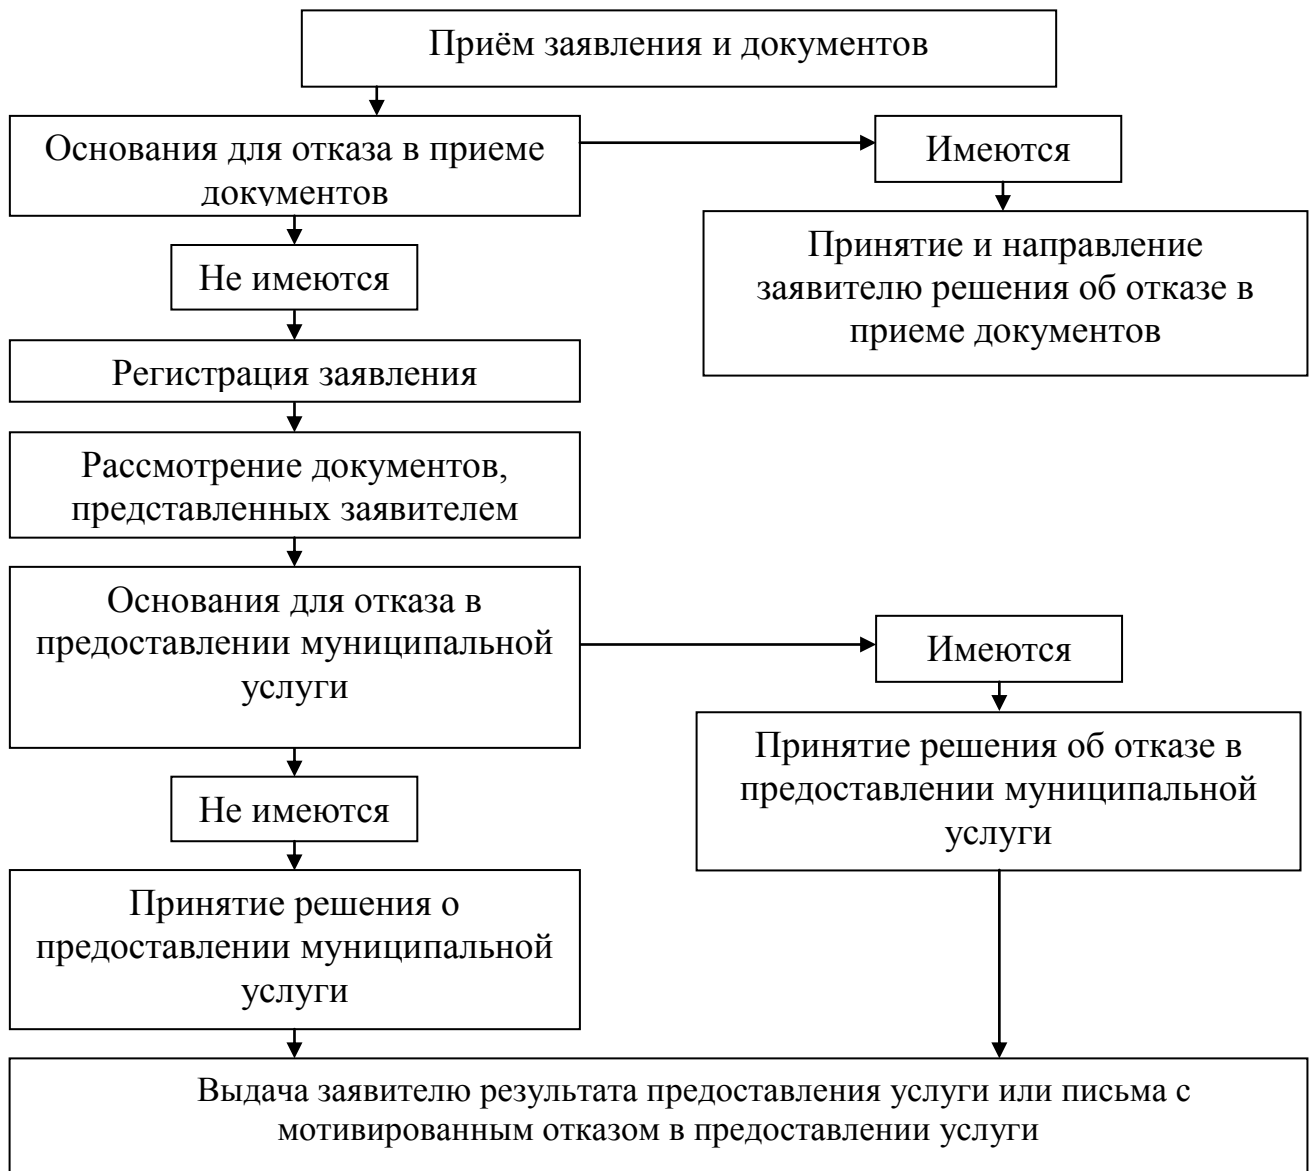 Приём заявления и документов
Основания для отказа в приеме
документов
Имеются
Принятие и направление
заявителю решения об отказе в
приеме документов
Не имеются
Регистрация заявления
Рассмотрение документов,
представленных заявителем
Основания для отказа в
предоставлении муниципальной
услуги
Имеются
Принятие решения об отказе в
предоставлении муниципальной
услуги
Не имеются
Принятие решения о
предоставлении муниципальной
услуги
Выдача заявителю результата предоставления услуги или письма с
мотивированным отказом в предоставлении услуги